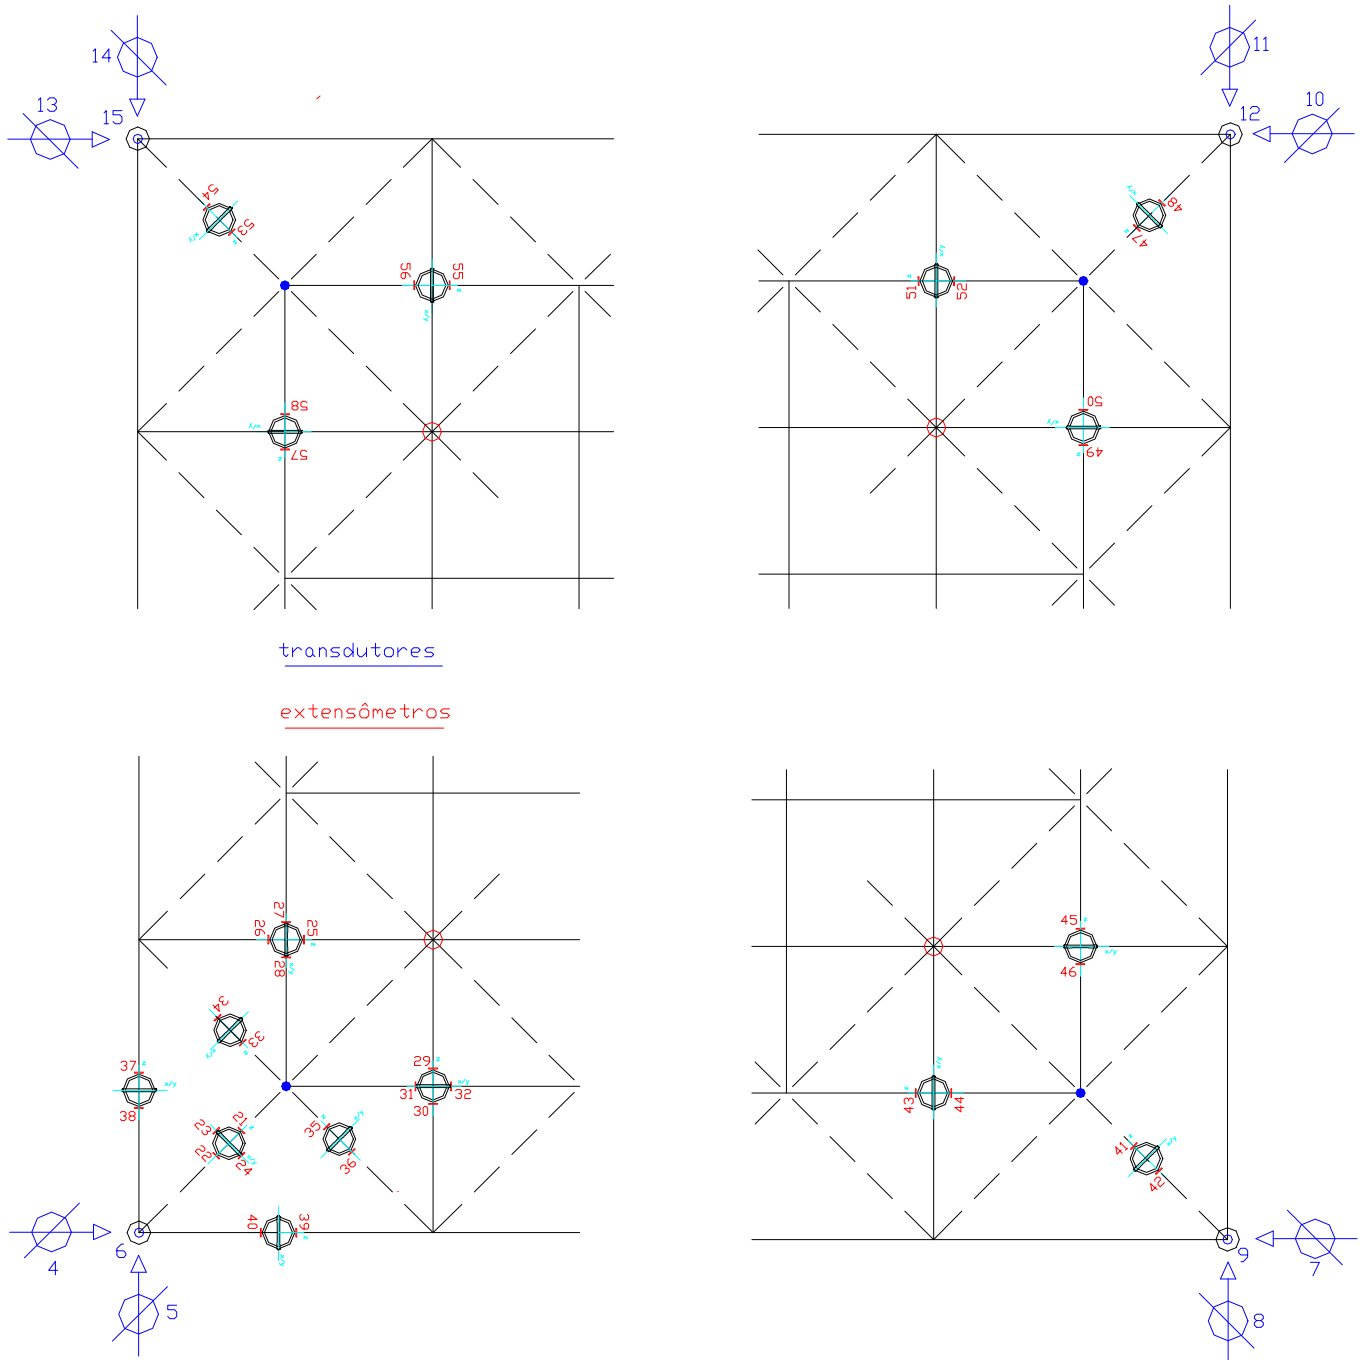 14
11
13
10
15
12
54
53
48
47
z
x/y
z
x/y
56
55
z
x/y
51
52
z
x/y
58
57
z
x/y
50
49
z
x/y
transdutores
extensômetros
27
26
25
28
z
x/y
45
46
z
x/y
34
33
z
x/y
37
38
z
x/y
29
31
32
30
z
x/y
43
44
z
x/y
23
21
22
24
z
x/y
35
36
x/y
41
42
z
x/y
40
39
z
x/y
6
4
5
9
7
8